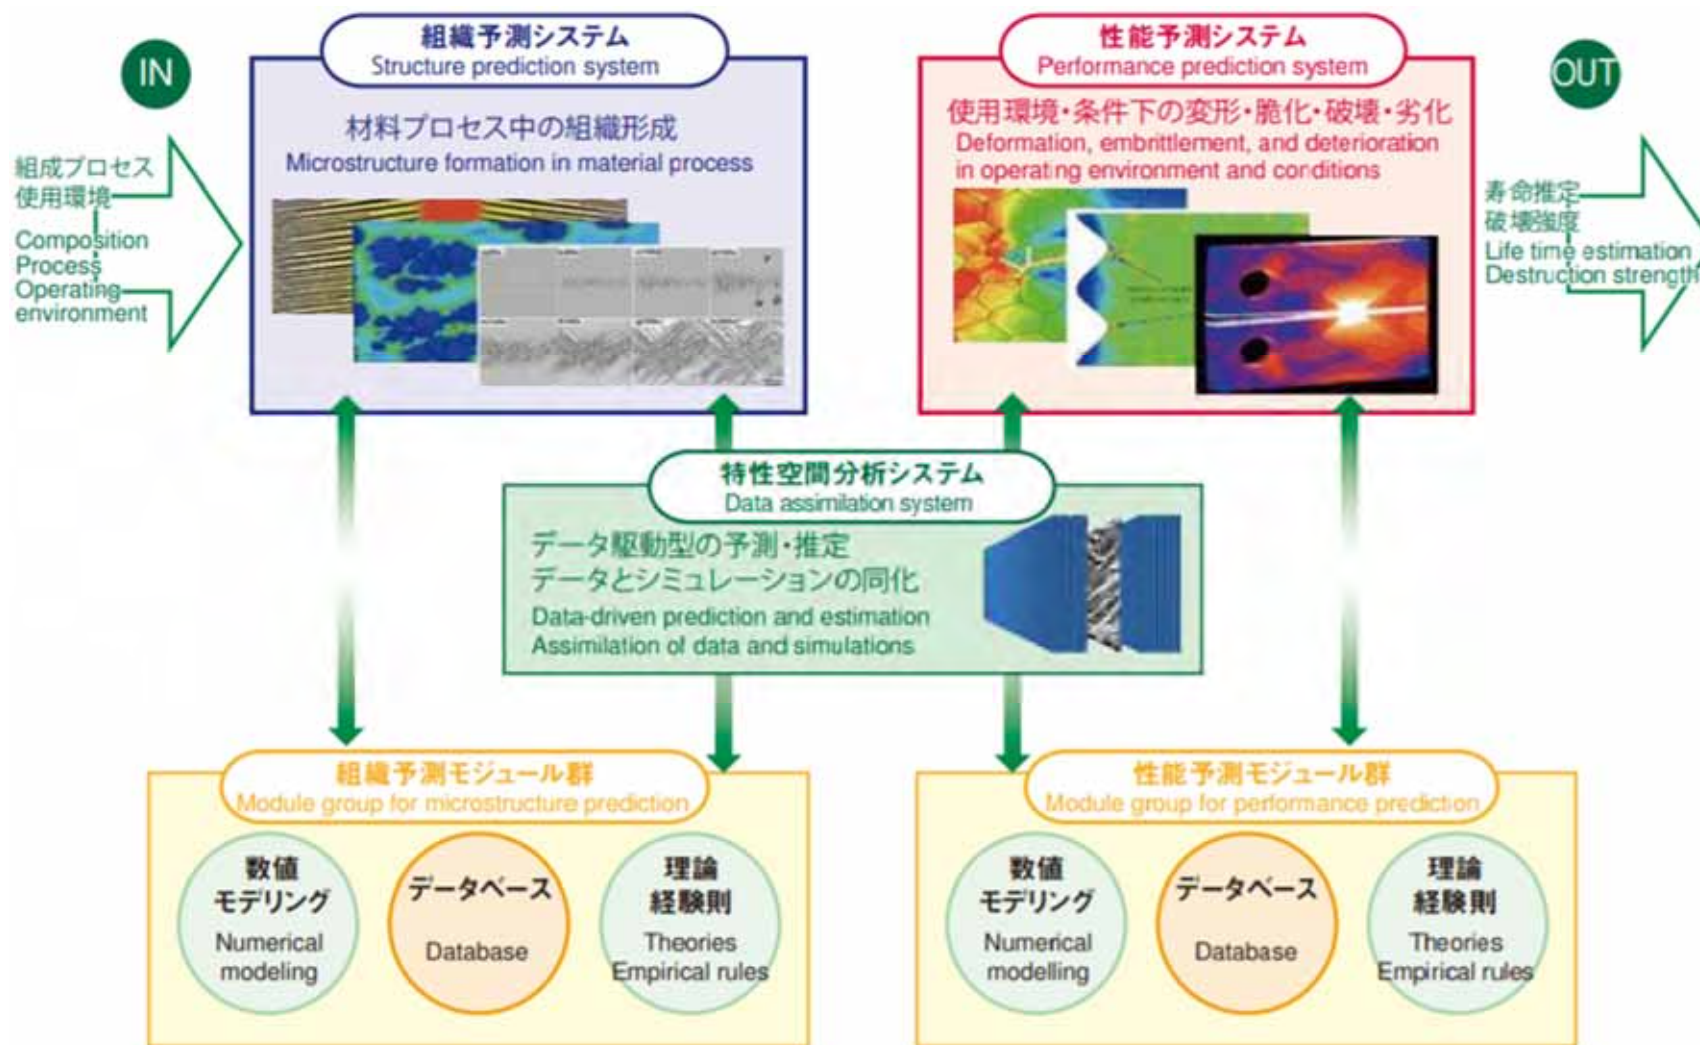 IN
組成プロセス
使用環境
Composition
Process
Operating
environment
組織予測システム
Structure prediction system
材料プロセス中の組織形成
Microstructure formation in material process
性能予測システム
Performance prediction system
使用環境・条件下の変形・脆化・破壊・劣化
Deformation, embrittlement, and deterioration
in operating environment and conditions
OUT
寿命推定
破壊強度
Life time estimation
Destruction strength
特性空間分析システム
Data assimilation system
データ駆動型の予測・推定
データとシミュレーションの同化
Data-driven prediction and estimation
Assimilation of data and simulations
組織予測モジュール群
Module group for microstructure prediction
数値
モデリング
Numerical
modeling
データベース
Database
理論
経験則
Theories
Empirical rules
性能予測モジュール群
Module group for performance prediction
数値
モデリング
Numerical
modelling
データベース
Database
理論
経験則
Theories
Empirical rules